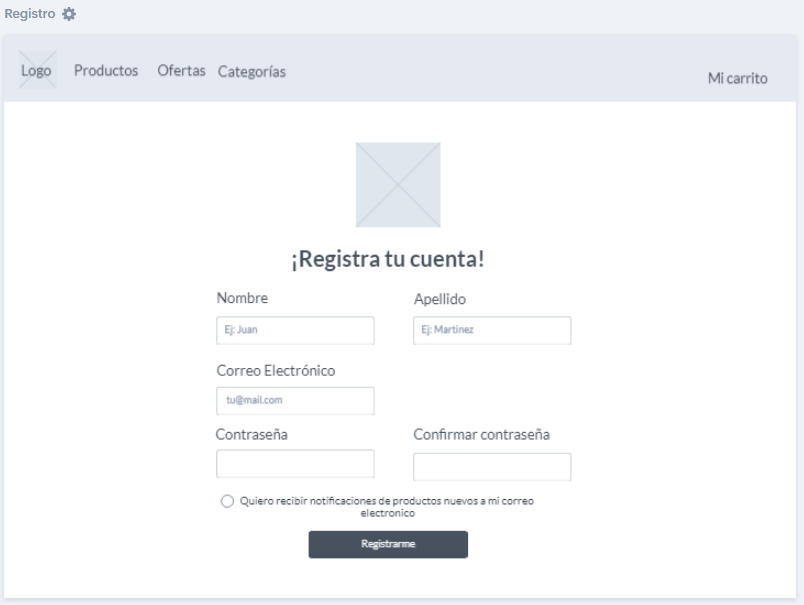 Registro
Logo Productos Ofertas Categorías
Mi carrito
¡Registra tu cuenta!
Nombre Apellido
Ej: Juan Ej: Martinez
Correo Electrónico
tu@mail.com
Contraseña Confirmar contraseña
Quiero recibir notificaciones de productos nuevos a mi correo
electronico
Registrarme